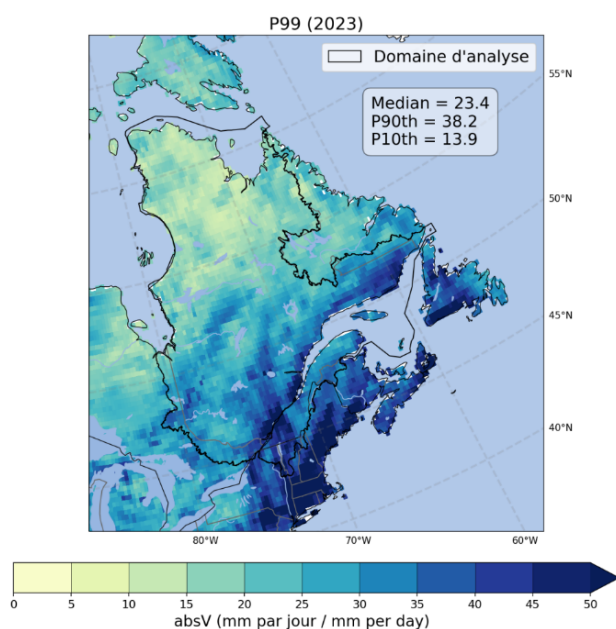 P99 (2023)
Domaine d'analyse
Median = 23.4
P90th = 38.2
P10th = 13.9
55°N
50°N
45°N
40°N
80°W
70°W
60°W
0 5 10 15 20 25 30 35 40 45 50
absV (mm par jour / mm per day)